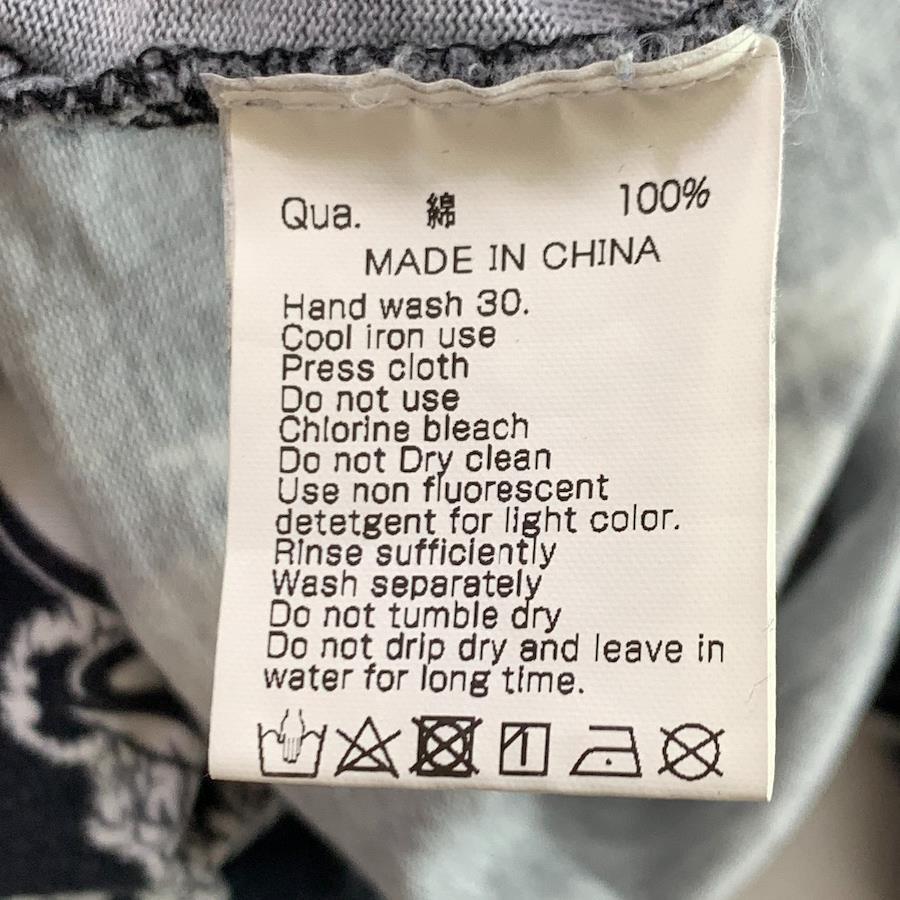 Qua. 綿 100%
MADE IN CHINA
Hand wash 30.
Cool iron use
Press cloth
Do not use
Chlorine bleach
Do not Dry clean
Use non fluorescent
detetgent for light color.
Rinse sufficiently
Wash separately
Do not tumble dry
Do not drip dry and leave in
water for long time.